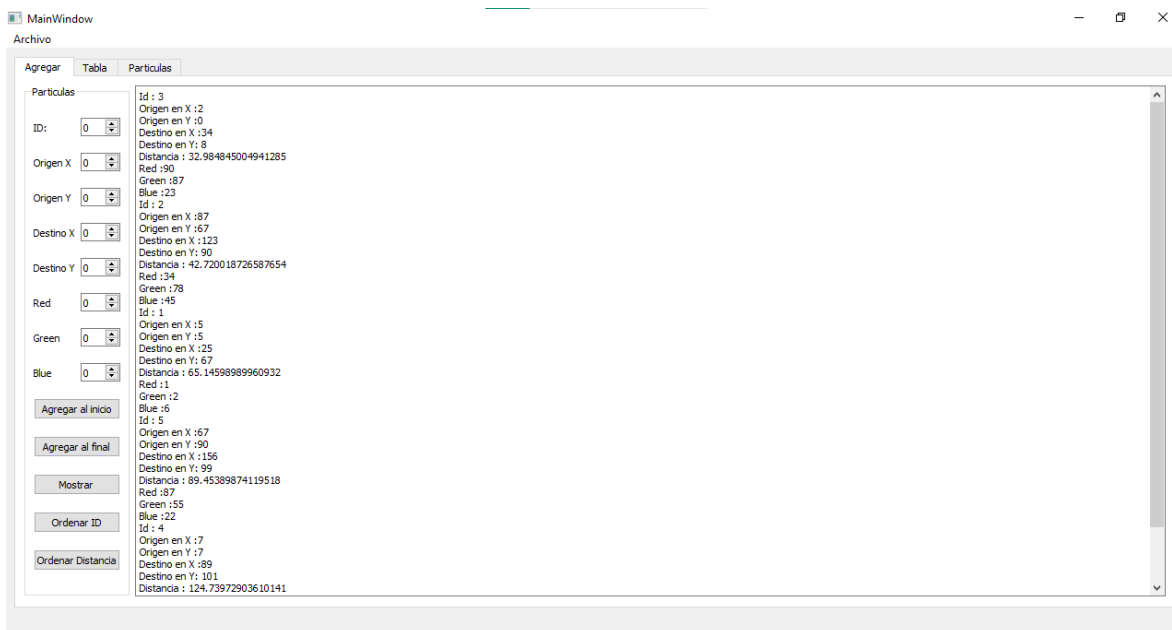 MainWindow
Archivo
Agregar Tabla Particulas
Particulas
ID: 0
Origen X 0
Origen Y 0
Destino X 0
Destino Y 0
Red 0
Green 0
Blue 0
Agregar al inicio
Agregar al final
Mostrar
Ordenar ID
Ordenar Distancia
Id : 3
Origen en X :2
Origen en Y :0
Destino en X :34
Destino en Y: 8
Distancia : 32.984845004941285
Red :90
Green :87
Blue :23
Id : 2
Origen en X :87
Origen en Y :67
Destino en X :123
Destino en Y: 90
Distancia : 42.720018726587654
Red :34
Green :78
Blue :45
Id : 1
Origen en X :5
Origen en Y :5
Destino en X :25
Destino en Y: 67
Distancia : 65.14598989960932
Red :1
Green :2
Blue :6
Id : 5
Origen en X :67
Origen en Y :90
Destino en X :156
Destino en Y: 99
Distancia : 89.45389874119518
Red :87
Green :55
Blue :22
Id : 4
Origen en X :7
Origen en Y :7
Destino en X :89
Destino en Y: 101
Distancia : 124.73972903610141